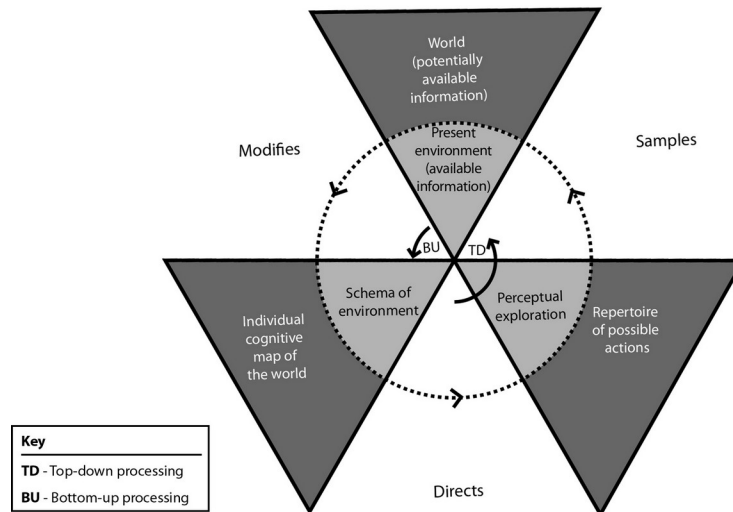 World
(potentially
available
information)
Present
environment
(available
information)
Modifies
Samples
BU
TD
Schema of
environment
Perceptual
exploration
Individual
cognitive
map of
the world
Repertoire
of possible
actions
Directs
Key
TD - Top-down processing
BU - Bottom-up processing